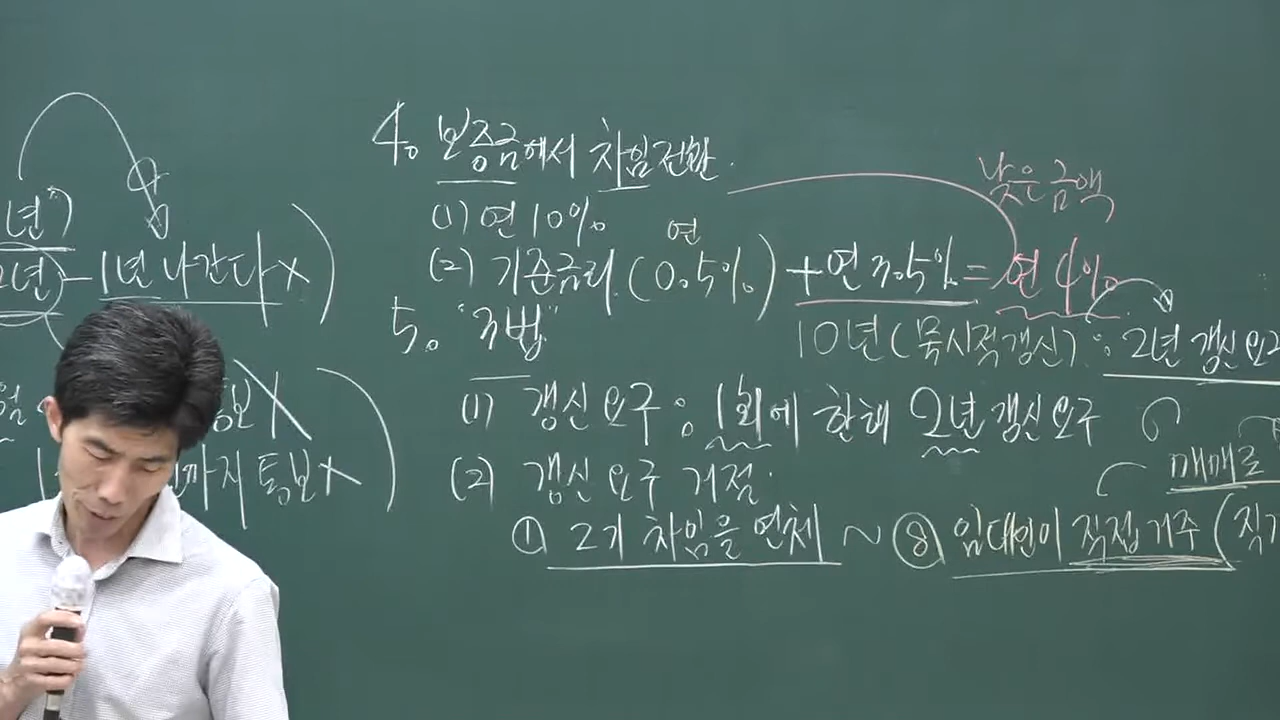 년")
2년) - 1년 나간다 ×)
통보 ×
까지 통보 ×)
4. 보증금에서 차임전환.
(1) 연 10%
낮은 금액
연
(2) 기준금리 (0.5%) + 연 3.5% = 연 4%
5. "3법"
10년 (묵시적갱신) : 2년 갱신요구
(1) 갱신요구 : 1회에 한해 2년 갱신요구
(2) 갱신요구 거절.
매매로
① 2기 차임을 연체 ~ ⑧ 임대인이 직접거주 (직